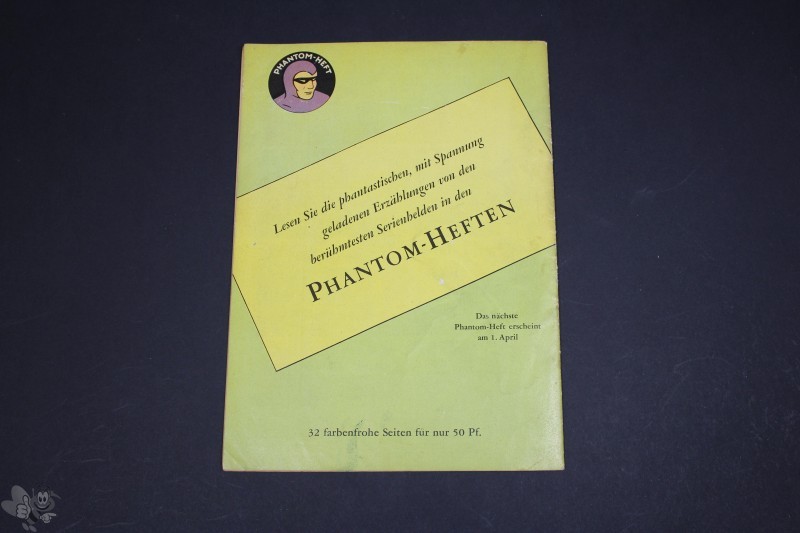 PHANTOM-HEFT
Lesen Sie die phantastischen, mit Spannung
geladenen Erzählungen von den
berühmtesten Serienhelden in den
PHANTOM-HEFTEN
Das nächste
Phantom-Heft erscheint
am 1. April
32 farbenfrohe Seiten für nur 50 Pf.